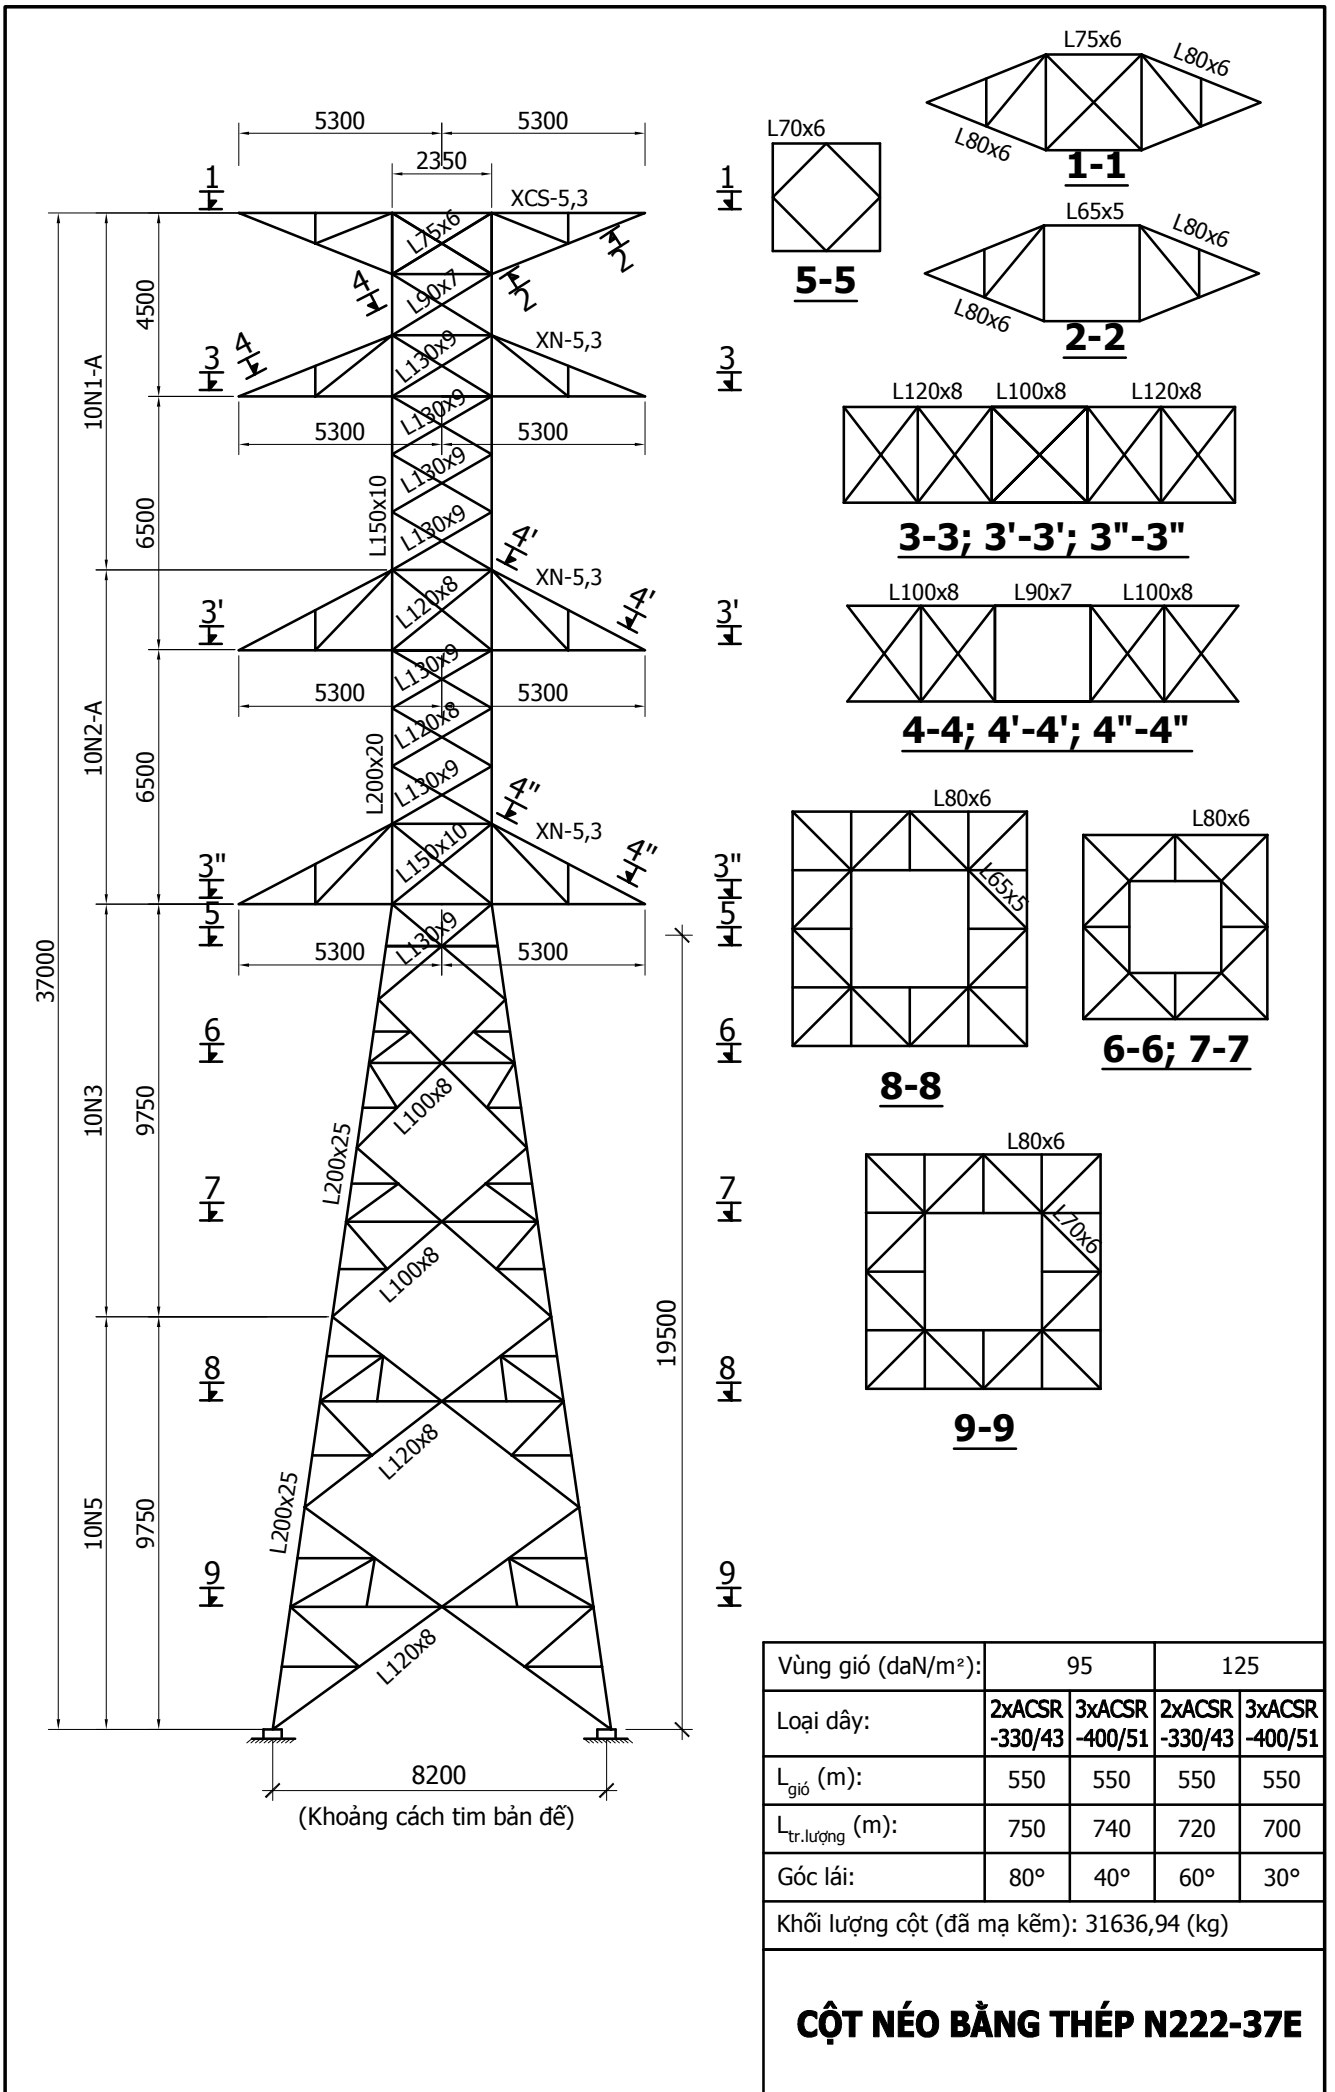 5300
5300
2350
1
1
XCS-5,3
L75x6
2
4
L90x7
2
4500
XN-5,3
4
3
3
L130x9
10N1-A
L130x9
5300
5300
L130x9
L150x10
6500
L130x9
4'
XN-5,3
L120x8
4'
3'
3'
L130x9
5300
5300
L120x8
10N2-A
L200x20
6500
L130x9
4"
XN-5,3
L150x10
4"
3"
3"
5
5
L130x9
5300
5300
37000
6
6
L100x8
10N3
9750
L200x25
7
7
L100x8
19500
8
8
L120x8
L200x25
10N5
9750
9
9
L120x8
8200
(Khoảng cách tim bản đế)
L75x6
L80x6
L80x6
1-1
L70x6
5-5
L65x5
L80x6
L80x6
2-2
L120x8 L100x8 L120x8
3-3; 3'-3'; 3"-3"
L100x8 L90x7 L100x8
4-4; 4'-4'; 4"-4"
L80x6
L65x5
8-8
L80x6
6-6; 7-7
L80x6
L70x6
9-9
Vùng gió (daN/m²): 95 125
Loại dây: 2xACSR -330/43 3xACSR -400/51 2xACSR -330/43 3xACSR -400/51
Lgió (m): 550 550 550 550
Ltr.lượng (m): 750 740 720 700
Góc lái: 80° 40° 60° 30°
Khối lượng cột (đã mạ kẽm): 31636,94 (kg)
CỘT NÉO BẰNG THÉP N222-37E